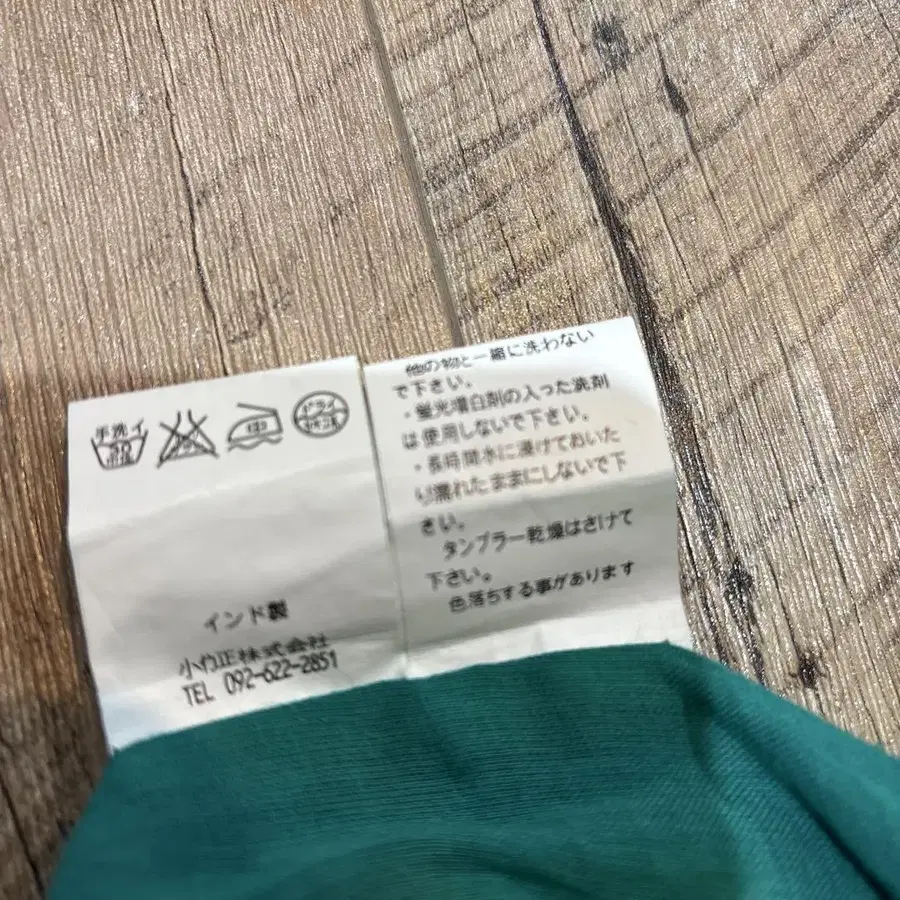 手洗イ
30
中
ドライ
インド製
小竹正株式会社
TEL 092-622-2851
他の物と一緒に洗わない
で下さい。
・蛍光増白剤の入った洗剤
は使用しないで下さい。
・長時間水に浸けておいた
り濡れたままにしないで下
さい。
タンブラー乾燥はさけて
下さい。
色落ちする事があります